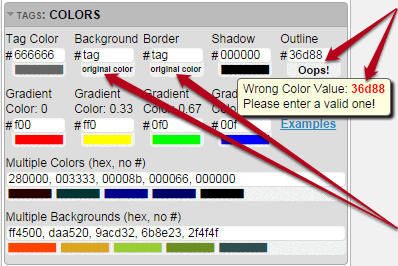 TAGS: COLORS
Tag Color Background Border Shadow Outline
# 666666 # tag # tag # 000000 # 36d88
original color original color Oops!
Wrong Color Value: 36d88
Please enter a valid one!
Gradient Gradient Gradient
Color: 0 Color: 0.33 Color: 0.67
# f00 # ff0 # 0f0 # 00f Examples
Multiple Colors (hex, no #)
280000, 003333, 00008b, 000066, 000000
Multiple Backgrounds (hex, no #)
ff4500, daa520, 9acd32, 6b8e23, 2f4f4f